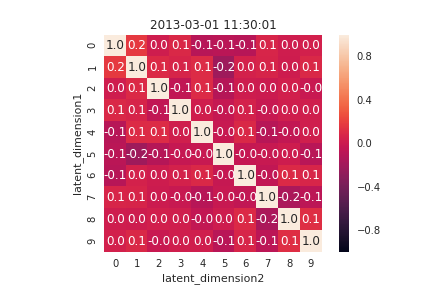 2013-03-01 11:30:01
0 1.0 0.2 0.0 0.1 -0.1 -0.1 -0.1 0.1 0.0 0.0
1 0.2 1.0 0.1 0.1 0.1 -0.2 0.0 0.1 0.0 0.1
2 0.0 0.1 1.0 -0.1 0.1 -0.1 0.0 0.0 0.0 -0.0
3 0.1 0.1 -0.1 1.0 0.0 -0.0 0.1 -0.0 0.0 0.0
4 -0.1 0.1 0.1 0.0 1.0 -0.0 0.1 -0.1 -0.0 0.0
5 -0.1 -0.2 -0.1 -0.0 -0.0 1.0 -0.0 -0.0 0.0 -0.1
6 -0.1 0.0 0.0 0.1 0.1 -0.0 1.0 -0.0 0.1 0.1
7 0.1 0.1 0.0 -0.0 -0.1 -0.0 -0.0 1.0 -0.2 -0.1
8 0.0 0.0 0.0 0.0 -0.0 0.0 0.1 -0.2 1.0 0.1
9 0.0 0.1 -0.0 0.0 0.0 -0.1 0.1 -0.1 0.1 1.0
0 1 2 3 4 5 6 7 8 9
latent_dimension1
latent_dimension2
0.8
0.4
0.0
-0.4
-0.8